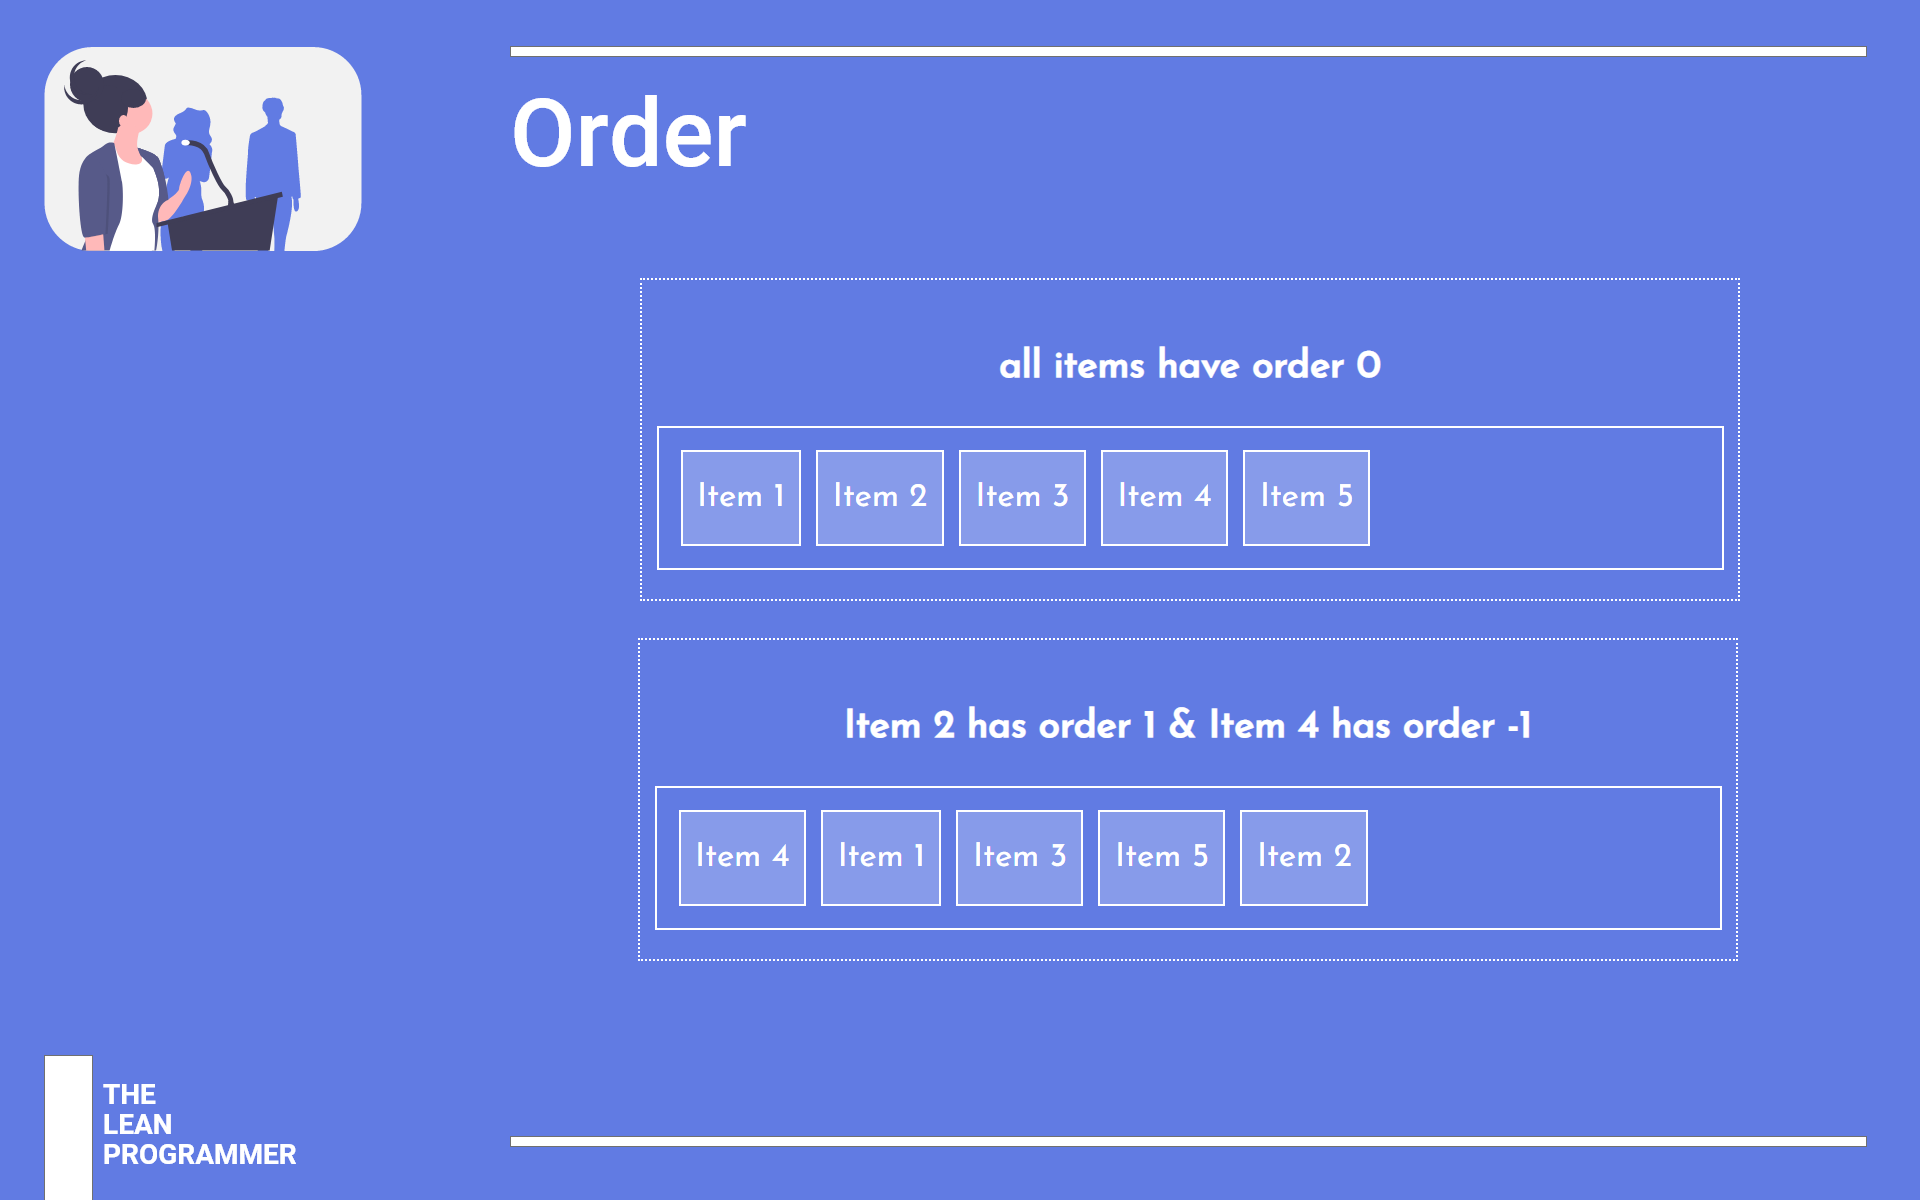 Order
all items have order 0
Item 1 Item 2 Item 3 Item 4 Item 5
Item 2 has order 1 & Item 4 has order -1
Item 4 Item 1 Item 3 Item 5 Item 2
THE
LEAN
PROGRAMMER